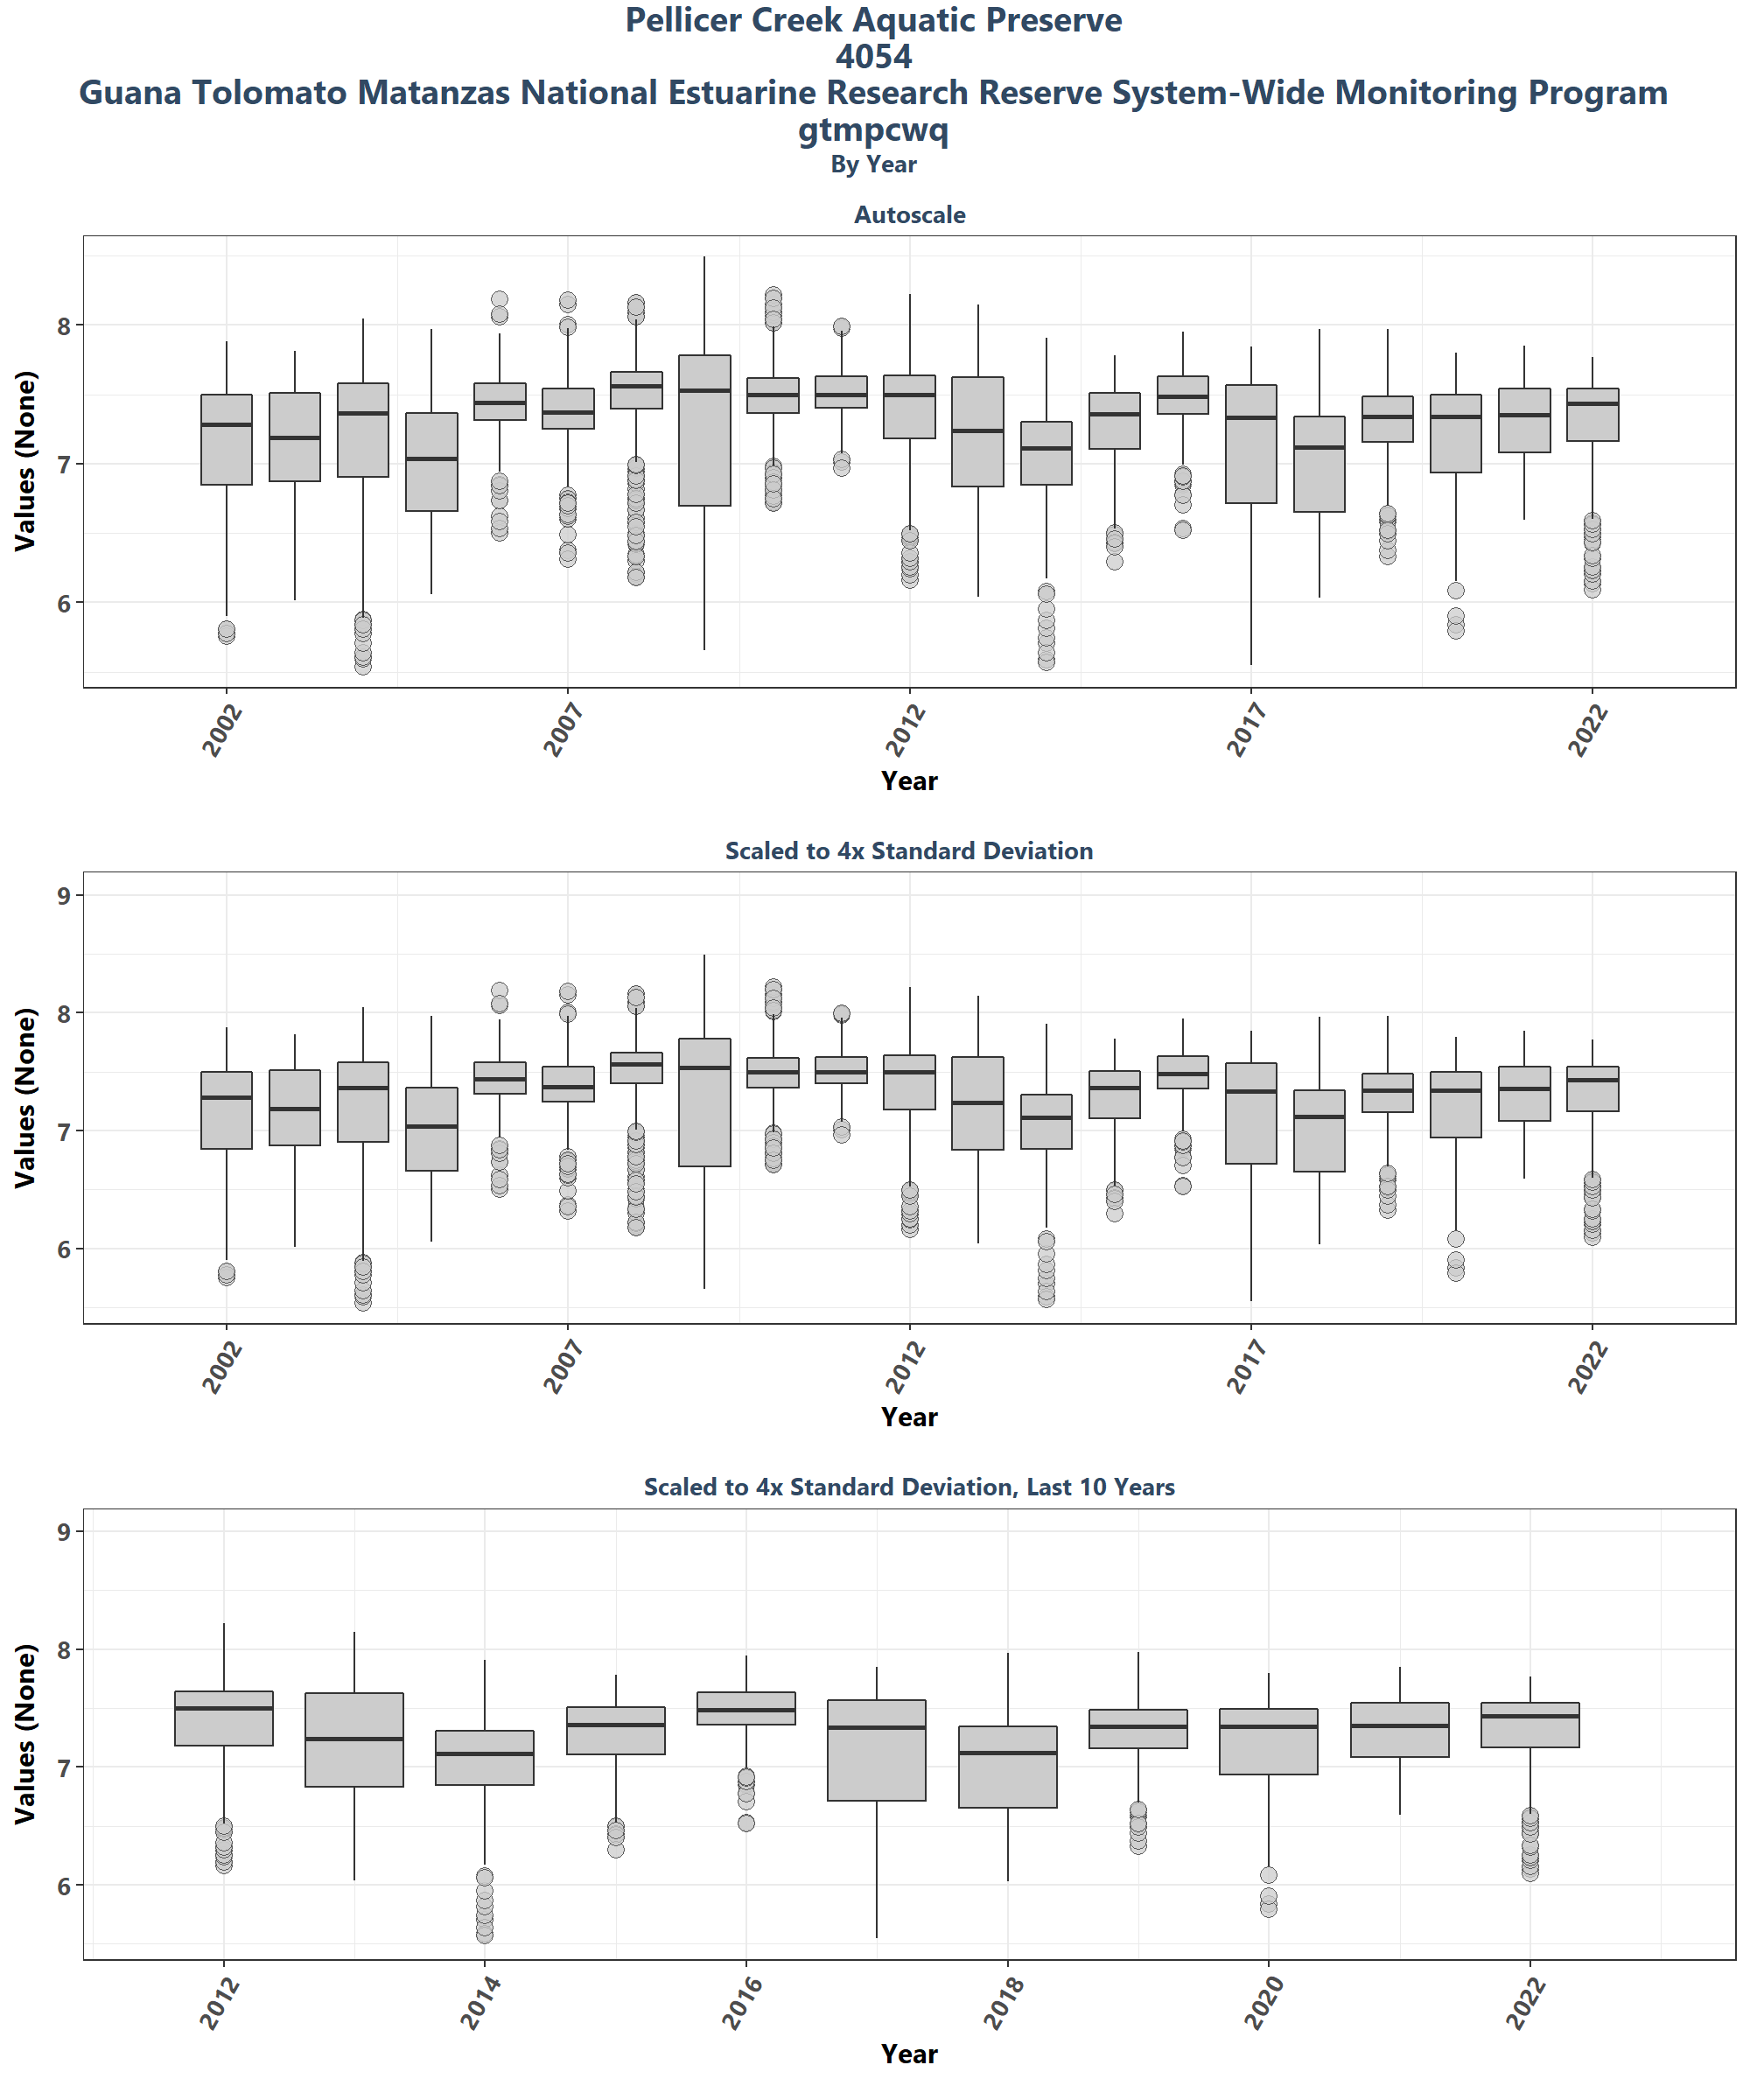 Pellicer Creek Aquatic Preserve
4054
Guana Tolomato Matanzas National Estuarine Research Reserve System-Wide Monitoring Program
gtmpcwq
By Year
Autoscale
Values (None)
8
7
6
2002
2007
2012
2017
2022
Year
Scaled to 4x Standard Deviation
Values (None)
9
8
7
6
2002
2007
2012
2017
2022
Year
Scaled to 4x Standard Deviation, Last 10 Years
Values (None)
9
8
7
6
2012
2014
2016
2018
2020
2022
Year